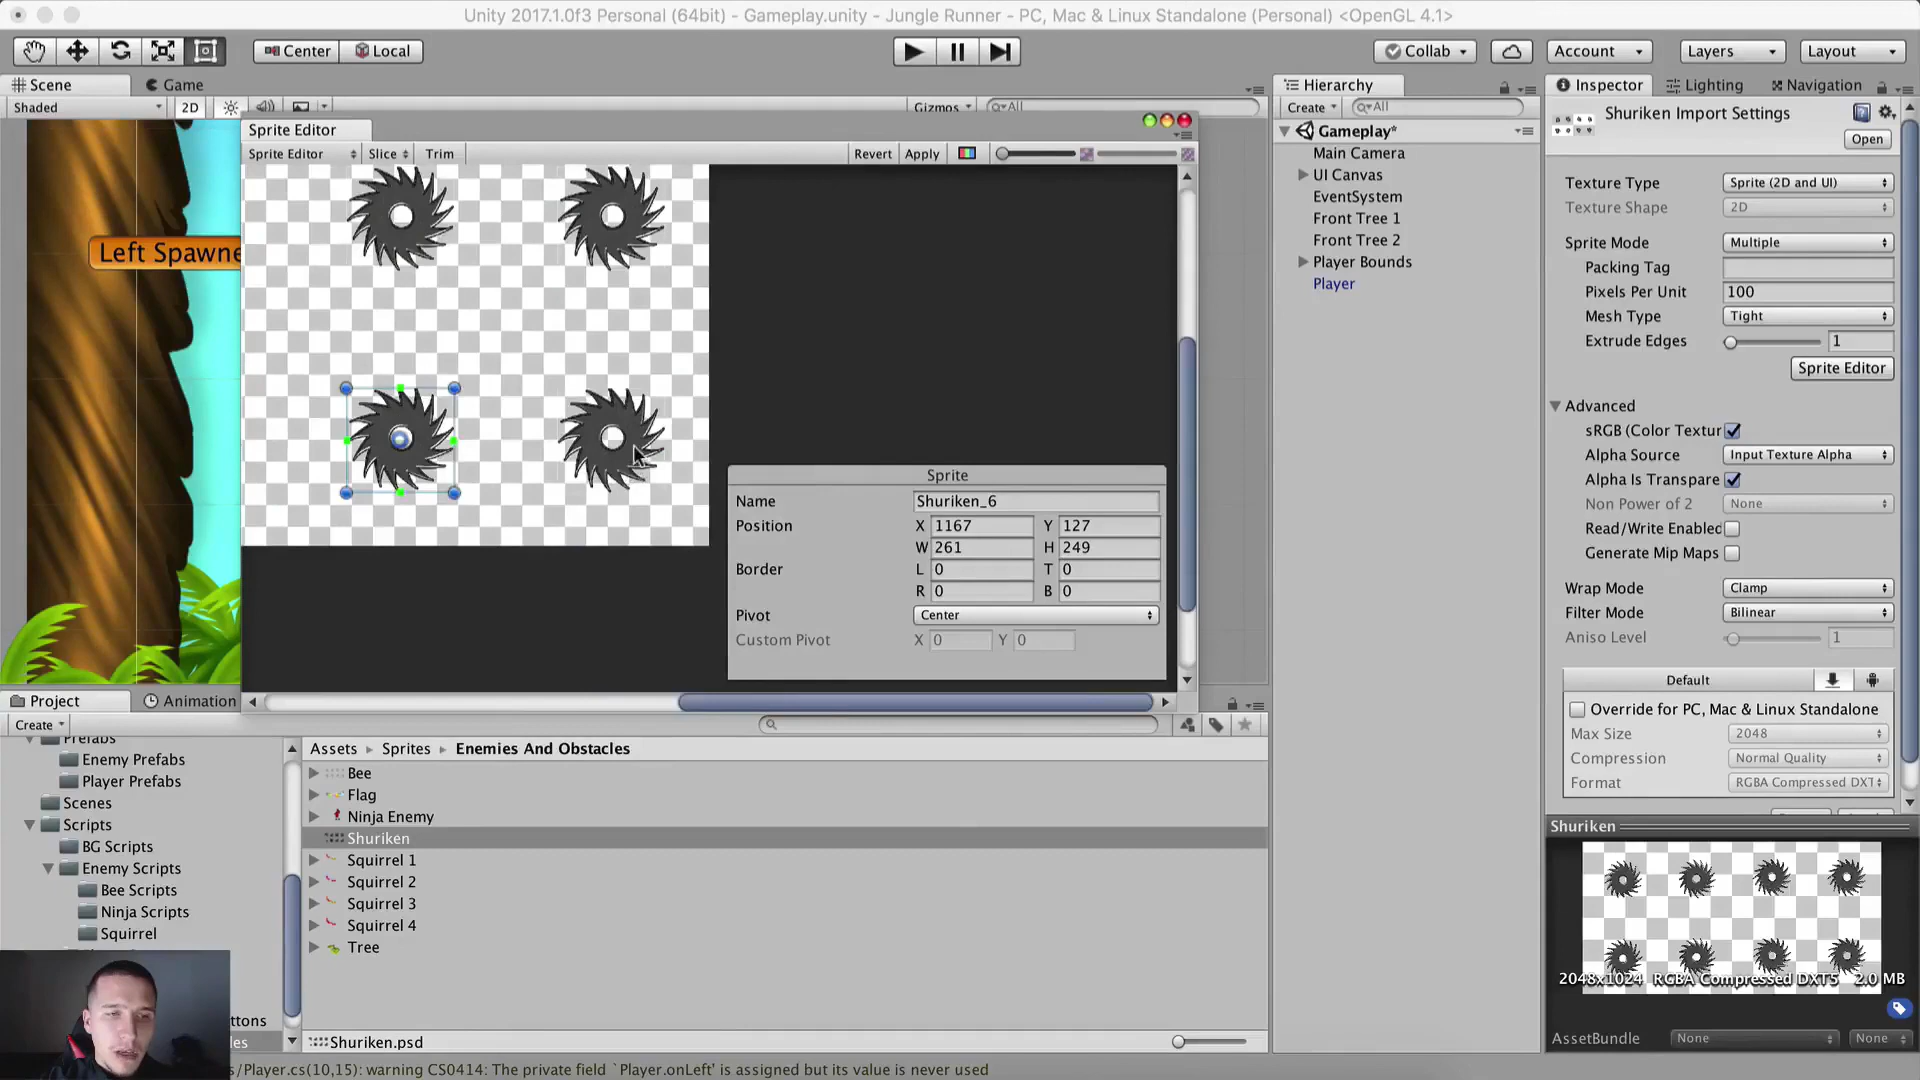 Unity 2017.1.0f3 Personal (64bit) - Gameplay.unity - Jungle Runner - PC, Mac & Linux Standalone (Personal) <OpenGL 4.1>
Center Local Collab Account Layers Layout
Scene Game
Shaded 2D Gizmos All
Left Spawne
Sprite Editor
Sprite Editor Slice Trim Revert Apply
Sprite
Name Shuriken_6
Position X 1167 Y 127
W 261 H 249
Border L 0 T 0
R 0 B 0
Pivot Center
Custom Pivot X 0 Y 0
Hierarchy
Create All
Gameplay*
Main Camera
UI Canvas
EventSystem
Front Tree 1
Front Tree 2
Player Bounds
Player
Inspector Lighting Navigation
Shuriken Import Settings
Open
Texture Type Sprite (2D and UI)
Texture Shape 2D
Sprite Mode Multiple
Packing Tag
Pixels Per Unit 100
Mesh Type Tight
Extrude Edges 1
Sprite Editor
Advanced
sRGB (Color Textur
Alpha Source Input Texture Alpha
Alpha Is Transpare
Non Power of 2 None
Read/Write Enabled
Generate Mip Maps
Wrap Mode Clamp
Filter Mode Bilinear
Aniso Level 1
Default
Override for PC, Mac & Linux Standalone
Max Size 2048
Compression Normal Quality
Format RGBA Compressed DXT
Shuriken
2048x1024 RGBA Compressed DXT5 2.0 MB
AssetBundle None None
Project Animation
Create
Prefabs
Enemy Prefabs
Player Prefabs
Scenes
Scripts
BG Scripts
Enemy Scripts
Bee Scripts
Ninja Scripts
Squirrel
ttons
les
Assets Sprites Enemies And Obstacles
Bee
Flag
Ninja Enemy
Shuriken
Squirrel 1
Squirrel 2
Squirrel 3
Squirrel 4
Tree
Shuriken.psd
/Player.cs(10,15): warning CS0414: The private field `Player.onLeft' is assigned but its value is never used